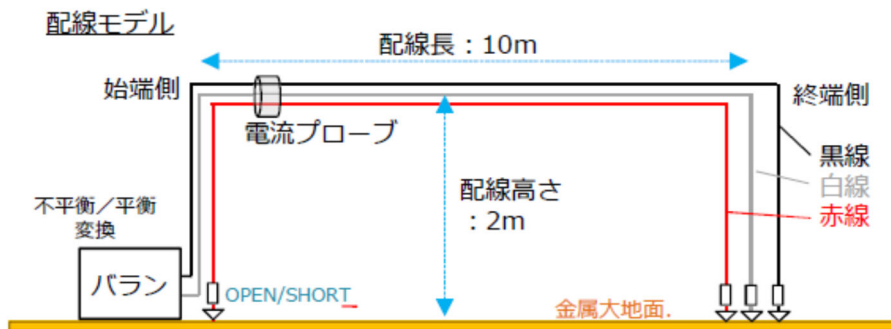 配線モデル
配線長：10m
始端側
終端側
電流プローブ
黒線
白線
赤線
配線高さ
：2m
不平衡／平衡
変換
バラン
OPEN/SHORT
金属大地面.